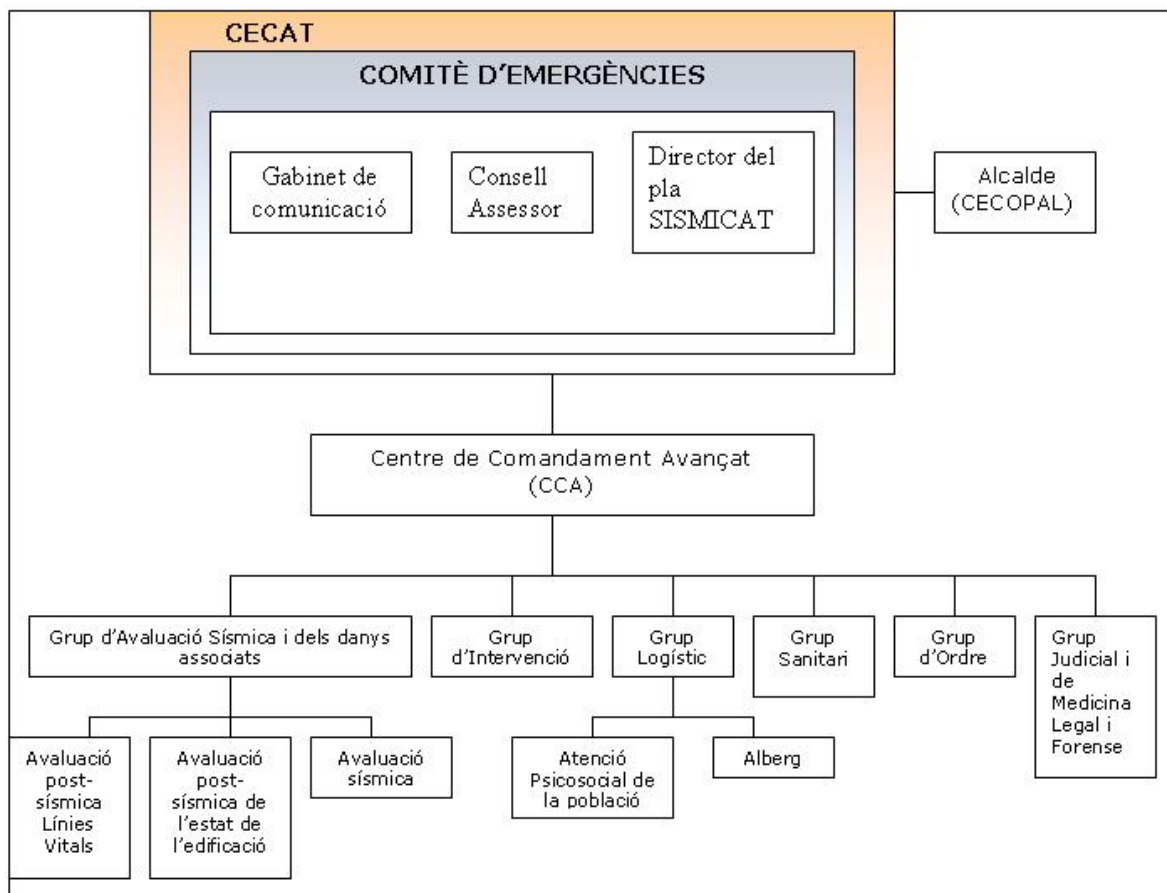 CECAT
COMITÈ D'EMERGÈNCIES
Gabinet de
comunicació
Consell
Assessor
Director del
pla
SISMICAT
Alcalde
(CECOPAL)
Centre de Comandament Avançat
(CCA)
Grup d'Avaluació Sísmica i dels danys
associats
Grup
d'Intervenció
Grup
Logístic
Grup
Sanitari
Grup
d'Ordre
Grup
Judicial i
de
Medicina
Legal i
Forense
Avaluació
post-
sísmica
Línies
Vitals
Avaluació
post-
sísmica de
l'estat de
l'edificació
Avaluació
sísmica
Atenció
Psicosocial de
la població
Alberg